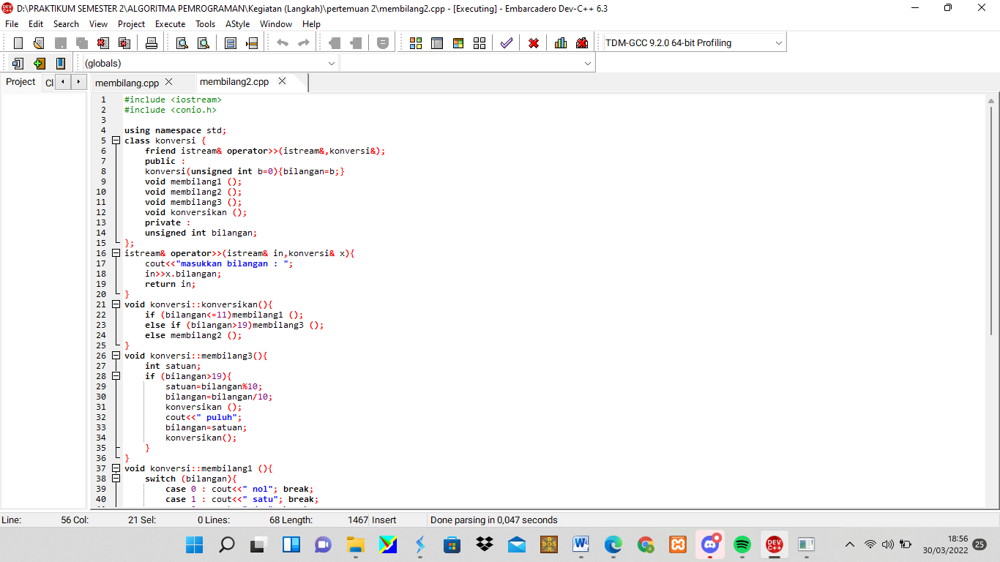 D:\PRAKTIKUM SEMESTER 2\ALGORITMA PEMROGRAMAN\Kegiatan (Langkah)\pertemuan 2\membilang2.cpp - [Executing] - Embarcadero Dev-C++ 6.3
File Edit Search View Project Execute Tools AStyle Window Help
TDM-GCC 9.2.0 64-bit Profiling
(globals)
Project Cl membilang.cpp membilang2.cpp
1 #include <iostream>
2 #include <conio.h>
3
4 using namespace std;
5 class konversi {
6 friend istream& operator>>(istream&,konversi&);
7 public :
8 konversi(unsigned int b=0){bilangan=b;}
9 void membilang1 ();
10 void membilang2 ();
11 void membilang3 ();
12 void konversikan ();
13 private :
14 unsigned int bilangan;
15 };
16 istream& operator>>(istream& in,konversi& x){
17 cout<<"masukkan bilangan : ";
18 in>>x.bilangan;
19 return in;
20 }
21 void konversi::konversikan(){
22 if (bilangan<=11)membilang1 ();
23 else if (bilangan>19)membilang3 ();
24 else membilang2 ();
25 }
26 void konversi::membilang3(){
27 int satuan;
28 if (bilangan>19){
29 satuan=bilangan%10;
30 bilangan=bilangan/10;
31 konversikan ();
32 cout<<" puluh";
33 bilangan=satuan;
34 konversikan();
35 }
36 }
37 void konversi::membilang1 (){
38 switch (bilangan){
39 case 0 : cout<<" nol"; break;
40 case 1 : cout<<" satu"; break;
Line: 56 Col: 21 Sel: 0 Lines: 68 Length: 1467 Insert Done parsing in 0,047 seconds
18:56
30/03/2022 25